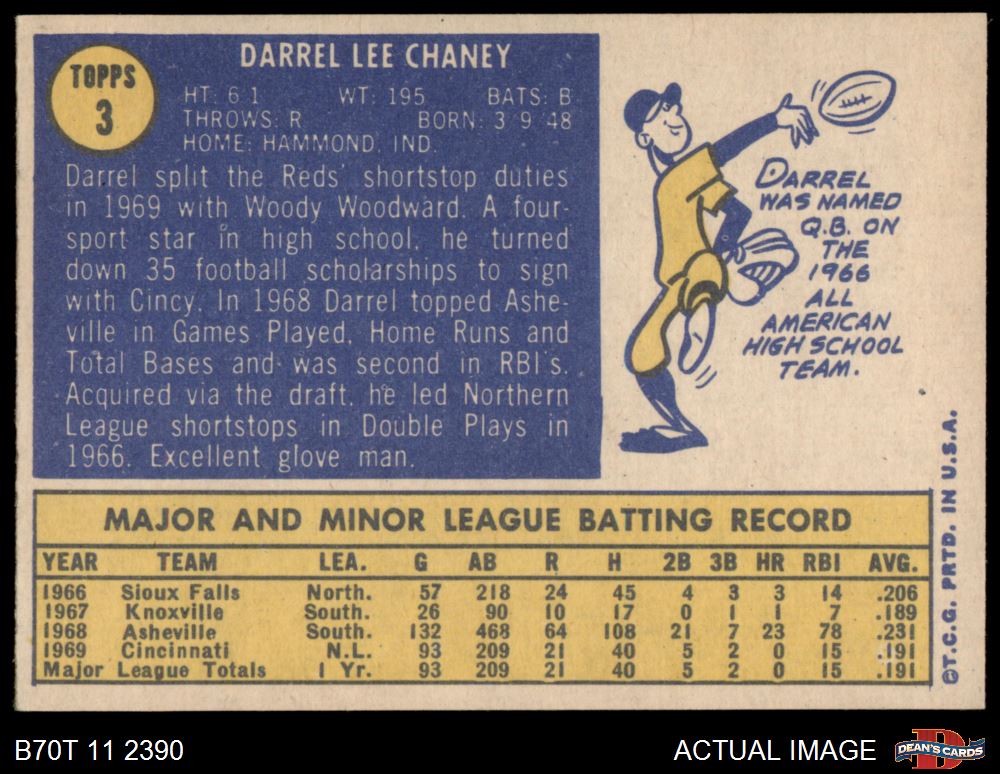 TOPPS
3
DARREL LEE CHANEY
HT: 6 1 WT: 195 BATS: B
THROWS: R BORN: 3 9 48
HOME: HAMMOND, IND.
Darrel split the Reds' shortstop duties
in 1969 with Woody Woodward. A four-
sport star in high school, he turned
down 35 football scholarships to sign
with Cincy. In 1968 Darrel topped Ashe-
ville in Games Played, Home Runs and
Total Bases and was second in RBI's.
Acquired via the draft, he led Northern
League shortstops in Double Plays in
1966. Excellent glove man.
DARREL
WAS NAMED
Q.B. ON
THE
1966
ALL
AMERICAN
HIGH SCHOOL
TEAM.
MAJOR AND MINOR LEAGUE BATTING RECORD
YEAR TEAM LEA. G AB R H 2B 3B HR RBI AVG.
1966 Sioux Falls North. 57 218 24 45 4 3 3 14 .206
1967 Knoxville South. 26 90 10 17 0 1 1 7 .189
1968 Asheville South. 132 468 64 108 21 7 23 78 .231
1969 Cincinnati N.L. 93 209 21 40 5 2 0 15 .191
Major League Totals 1 Yr. 93 209 21 40 5 2 0 15 .191
©T.C.G. PRTD. IN U.S.A.
B70T 11 2390
ACTUAL IMAGE
DEAN'S CARDS